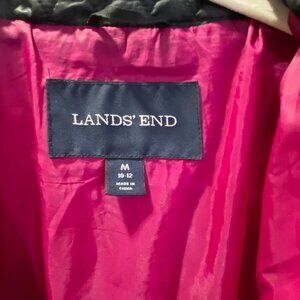 LANDS' END
M
10-12
MADE IN
CHINA